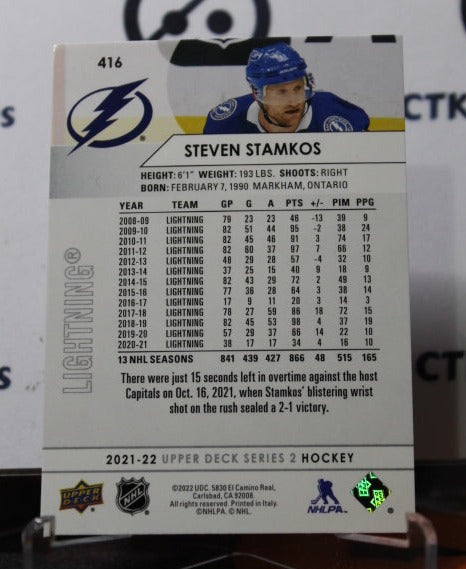 416
STEVEN STAMKOS
HEIGHT: 6'1" WEIGHT: 193 LBS. SHOOTS: RIGHT
BORN: FEBRUARY 7, 1990 MARKHAM, ONTARIO
YEAR TEAM GP G A PTS +/- PIM PPG
2008-09 LIGHTNING 79 23 23 46 -13 39 9
2009-10 LIGHTNING 82 51 44 95 -2 38 24
2010-11 LIGHTNING 82 45 46 91 3 74 17
2011-12 LIGHTNING 82 60 37 97 7 66 12
2012-13 LIGHTNING 48 29 28 57 -4 32 10
2013-14 LIGHTNING 37 25 15 40 9 18 9
2014-15 LIGHTNING 82 43 29 72 2 49 13
2015-16 LIGHTNING 77 36 28 64 3 38 14
2016-17 LIGHTNING 17 9 11 20 3 14 3
2017-18 LIGHTNING 78 27 59 86 18 72 15
2018-19 LIGHTNING 82 45 53 98 4 37 19
2019-20 LIGHTNING 57 29 37 66 14 22 10
2020-21 LIGHTNING 38 17 17 34 4 16 10
13 NHL SEASONS 841 439 427 866 48 515 165
LIGHTNING®
There were just 15 seconds left in overtime against the host
Capitals on Oct. 16, 2021, when Stamkos' blistering wrist
shot on the rush sealed a 2-1 victory.
2021-22 UPPER DECK SERIES 2 HOCKEY
UPPER DECK
NHL
©2022 UDC. 5830 El Camino Real,
Carlsbad, CA 92008.
All rights reserved. Printed in the USA.
©NHLPA. © NHL.
NHLPA
CTK